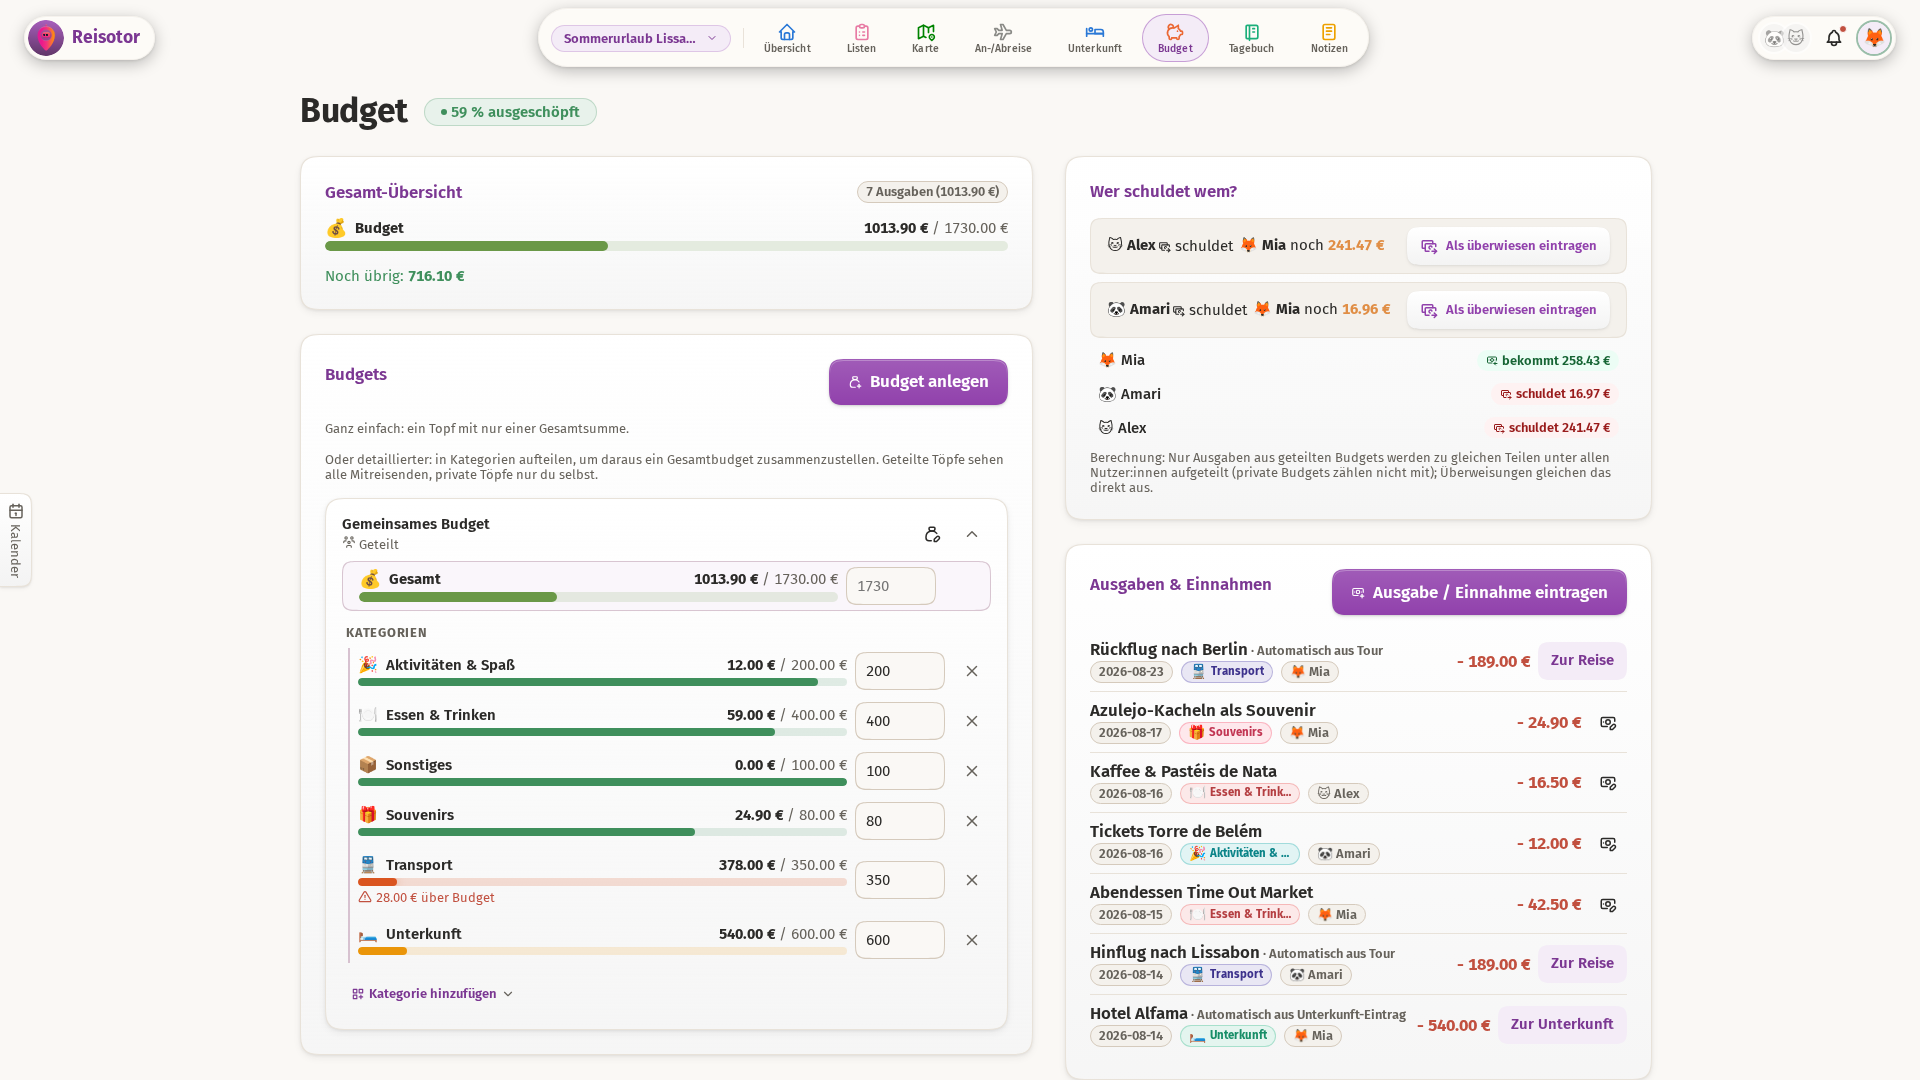 Reisotor
Sommerurlaub Lissa...
Übersicht
Listen
Karte
An-/Abreise
Unterkunft
Budget
Tagebuch
Notizen
Budget
59 % ausgeschöpft
Gesamt-Übersicht
7 Ausgaben (1013.90 €)
Budget
1013.90 € / 1730.00 €
Noch übrig: 716.10 €
Budgets
Budget anlegen
Ganz einfach: ein Topf mit nur einer Gesamtsumme.
Oder detaillierter: in Kategorien aufteilen, um daraus ein Gesamtbudget zusammenzustellen. Geteilte Töpfe sehen
alle Mitreisenden, private Töpfe nur du selbst.
Gemeinsames Budget
Geteilt
Gesamt
1013.90 € / 1730.00 €
1730
KATEGORIEN
Aktivitäten & Spaß
12.00 € / 200.00 €
200
Essen & Trinken
59.00 € / 400.00 €
400
Sonstiges
0.00 € / 100.00 €
100
Souvenirs
24.90 € / 80.00 €
80
Transport
378.00 € / 350.00 €
350
28.00 € über Budget
Unterkunft
540.00 € / 600.00 €
600
Kategorie hinzufügen
Kalender
Wer schuldet wem?
Alex schuldet Mia noch 241.47 €
Als überwiesen eintragen
Amari schuldet Mia noch 16.96 €
Als überwiesen eintragen
Mia
bekommt 258.43 €
Amari
schuldet 16.97 €
Alex
schuldet 241.47 €
Berechnung: Nur Ausgaben aus geteilten Budgets werden zu gleichen Teilen unter allen
Nutzer:innen aufgeteilt (private Budgets zählen nicht mit); Überweisungen gleichen das
direkt aus.
Ausgaben & Einnahmen
Ausgabe / Einnahme eintragen
Rückflug nach Berlin · Automatisch aus Tour
2026-08-23 Transport Mia
- 189.00 €
Zur Reise
Azulejo-Kacheln als Souvenir
2026-08-17 Souvenirs Mia
- 24.90 €
Kaffee & Pastéis de Nata
2026-08-16 Essen & Trink... Alex
- 16.50 €
Tickets Torre de Belém
2026-08-16 Aktivitäten & ... Amari
- 12.00 €
Abendessen Time Out Market
2026-08-15 Essen & Trink... Mia
- 42.50 €
Hinflug nach Lissabon · Automatisch aus Tour
2026-08-14 Transport Amari
- 189.00 €
Zur Reise
Hotel Alfama · Automatisch aus Unterkunft-Eintrag
2026-08-14 Unterkunft Mia
- 540.00 €
Zur Unterkunft